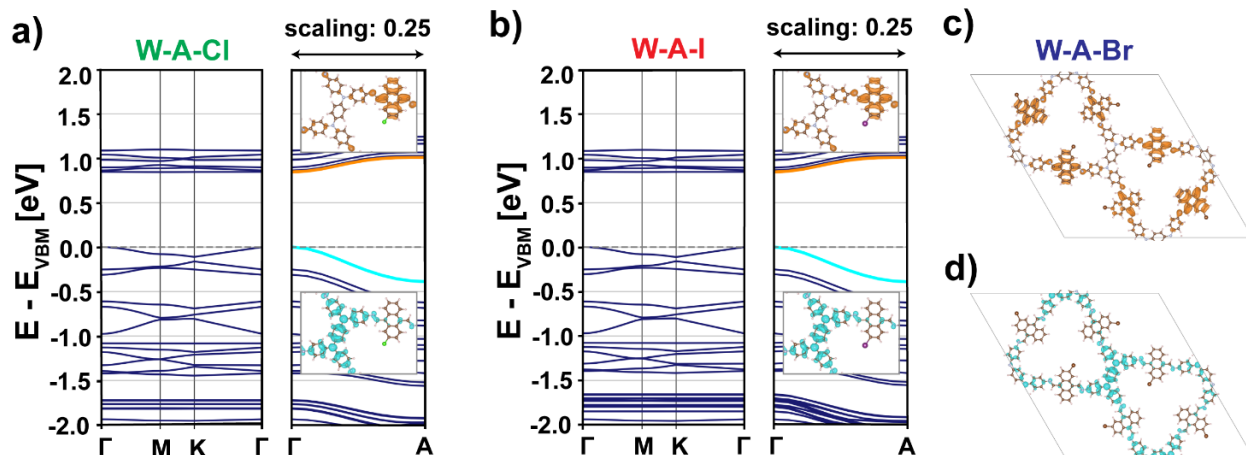 a)
W-A-Cl
scaling: 0.25
E - E_VBM [eV]
2.0
1.5
1.0
0.5
0.0
-0.5
-1.0
-1.5
-2.0
Γ M K Γ
Γ A
b)
W-A-I
scaling: 0.25
E - E_VBM [eV]
2.0
1.5
1.0
0.5
0.0
-0.5
-1.0
-1.5
-2.0
Γ M K Γ
Γ A
c)
W-A-Br
d)